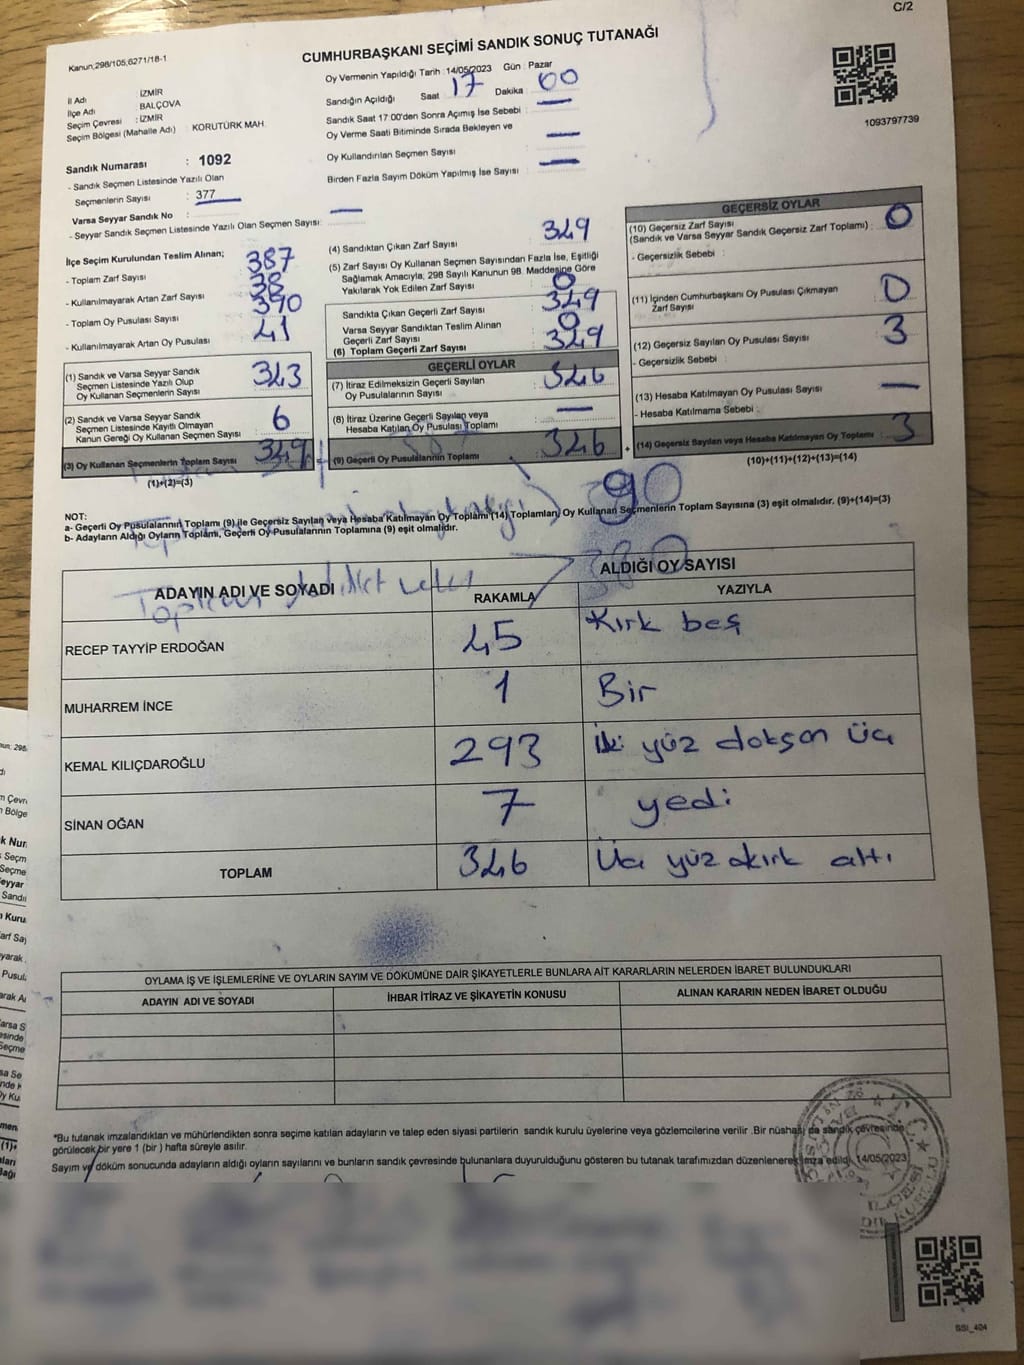 C/2
Kanun,298/105,6271/18-1
CUMHURBAŞKANI SEÇİMİ SANDIK SONUÇ TUTANAĞI
İl Adı : İZMİR
İlçe Adı : BALÇOVA
Seçim Çevresi : İZMİR
Seçim Bölgesi (Mahalle Adı) : KORUTÜRK MAH.
Oy Vermenin Yapıldığı Tarih :14/05/2023 Gün : Pazar
Sandığın Açıldığı Saat 17 Dakika 00
Sandık Saat 17:00'den Sonra Açımış İse Sebebi : —
Oy Verme Saati Bitiminde Sırada Bekleyen ve
Oy Kullandırılan Seçmen Sayısı : —
Birden Fazla Sayım Döküm Yapılmış İse Sayısı : —
1093797739
Sandık Numarası : 1092
- Sandık Seçmen Listesinde Yazılı Olan
Seçmenlerin Sayısı : 377
Varsa Seyyar Sandık No :
- Seyyar Sandık Seçmen Listesinde Yazılı Olan Seçmen Sayısı: —
İlçe Seçim Kurulundan Teslim Alınan;
- Toplam Zarf Sayısı : 387
- Kullanılmayarak Artan Zarf Sayısı : 38
- Toplam Oy Pusulası Sayısı : 390
- Kullanılmayarak Artan Oy Pusulası : 41
(1) Sandık ve Varsa Seyyar Sandık
Seçmen Listesinde Yazılı Olup
Oy Kullanan Seçmenlerin Sayısı : 343
(2) Sandık ve Varsa Seyyar Sandık
Seçmen Listesinde Kayıtlı Olmayan
Kanun Gereği Oy Kullanan Seçmen Sayısı : 6
(3) Oy Kullanan Seçmenlerin Toplam Sayısı : 349
(1)+(2)=(3)
(4) Sandıktan Çıkan Zarf Sayısı : 349
(5) Zarf Sayısı Oy Kullanan Seçmen Sayısından Fazla İse, Eşitliği
Sağlamak Amacıyla, 298 Sayılı Kanunun 98. Maddesine Göre
Yakılarak Yok Edilen Zarf Sayısı : 0
Sandıkta Çıkan Geçerli Zarf Sayısı : 349
Varsa Seyyar Sandıktan Teslim Alınan
Geçerli Zarf Sayısı : 0
(6) Toplam Geçerli Zarf Sayısı : 349
GEÇERLİ OYLAR
(7) İtiraz Edilmeksizin Geçerli Sayılan
Oy Pusulalarının Sayısı : 346
(8) İtiraz Üzerine Geçerli Sayılan veya
Hesaba Katılan Oy Pusulası Toplamı : —
(9) Geçerli Oy Pusulalarının Toplamı : 346
GEÇERSİZ OYLAR
(10) Geçersiz Zarf Sayısı
(Sandık ve Varsa Seyyar Sandık Geçersiz Zarf Toplamı) : 0
- Geçersizlik Sebebi :
(11) İçinden Cumhurbaşkanı Oy Pusulası Çıkmayan
Zarf Sayısı : 0
(12) Geçersiz Sayılan Oy Pusulası Sayısı : 3
- Geçersizlik Sebebi :
(13) Hesaba Katılmayan Oy Pusulası Sayısı : —
- Hesaba Katılmama Sebebi :
+ (14) Geçersiz Sayılan veya Hesaba Katılmayan Oy Toplamı : 3
(10)+(11)+(12)+(13)=(14)
90
NOT:
a- Geçerli Oy Pusulalarının Toplamı (9) ile Geçersiz Sayılan veya Hesaba Katılmayan Oy Toplamı (14) Toplamları, Oy Kullanan Seçmenlerin Toplam Sayısına (3) eşit olmalıdır. (9)+(14)=(3)
b- Adayların Aldığı Oyların Toplamı, Geçerli Oy Pusulalarının Toplamına (9) eşit olmalıdır.
ADAYIN ADI VE SOYADI
ALDIĞI OY SAYISI
RAKAMLA YAZIYLA
RECEP TAYYİP ERDOĞAN 45 Kırk beş
MUHARREM İNCE 1 Bir
KEMAL KILIÇDAROĞLU 293 İki yüz doksan üç
SİNAN OĞAN 7 yedi
TOPLAM 346 Üç yüz kırk altı
OYLAMA İŞ VE İŞLEMLERİNE VE OYLARIN SAYIM VE DÖKÜMÜNE DAİR ŞİKAYETLERLE BUNLARA AİT KARARLARIN NELERDEN İBARET BULUNDUKLARI
ADAYIN ADI VE SOYADI İHBAR İTİRAZ VE ŞİKAYETİN KONUSU ALINAN KARARIN NEDEN İBARET OLDUĞU
*Bu tutanak imzalandıktan ve mühürlendikten sonra seçime katılan adayların ve talep eden siyasi partilerin sandık kurulu üyelerine veya gözlemcilerine verilir .Bir nüshası da sandık çevresinde
görülecek bir yere 1 (bir ) hafta süreyle asılır.
Sayım ve döküm sonucunda adayların aldığı oyların sayılarını ve bunların sandık çevresinde bulunanlara duyurulduğunu gösteren bu tutanak tarafımızdan düzenlenerek imza edildi. 14/05/2023
SSI_404